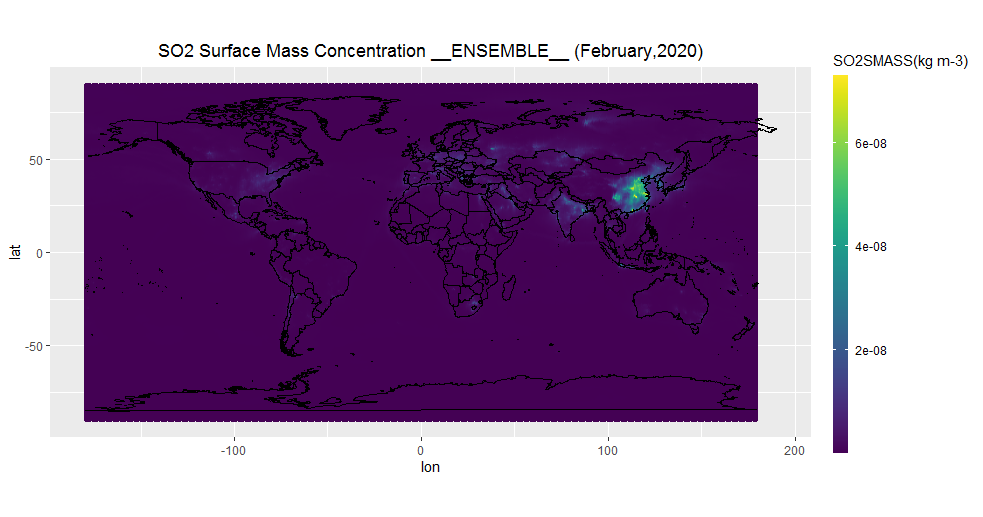 SO2 Surface Mass Concentration __ENSEMBLE__ (February,2020)
SO2SMASS(kg m-3)
6e-08
4e-08
2e-08
lat
50
0
-50
-100
0
100
200
lon